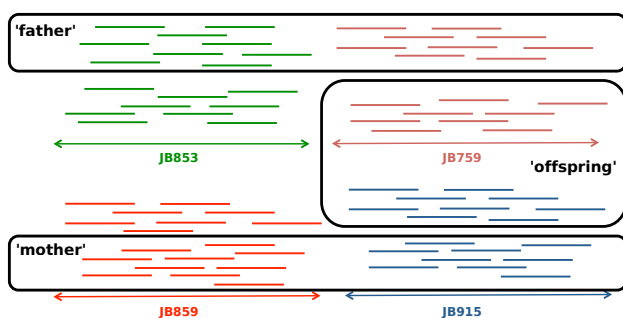 'father'
JB853
JB759
'offspring'
'mother'
JB859
JB915